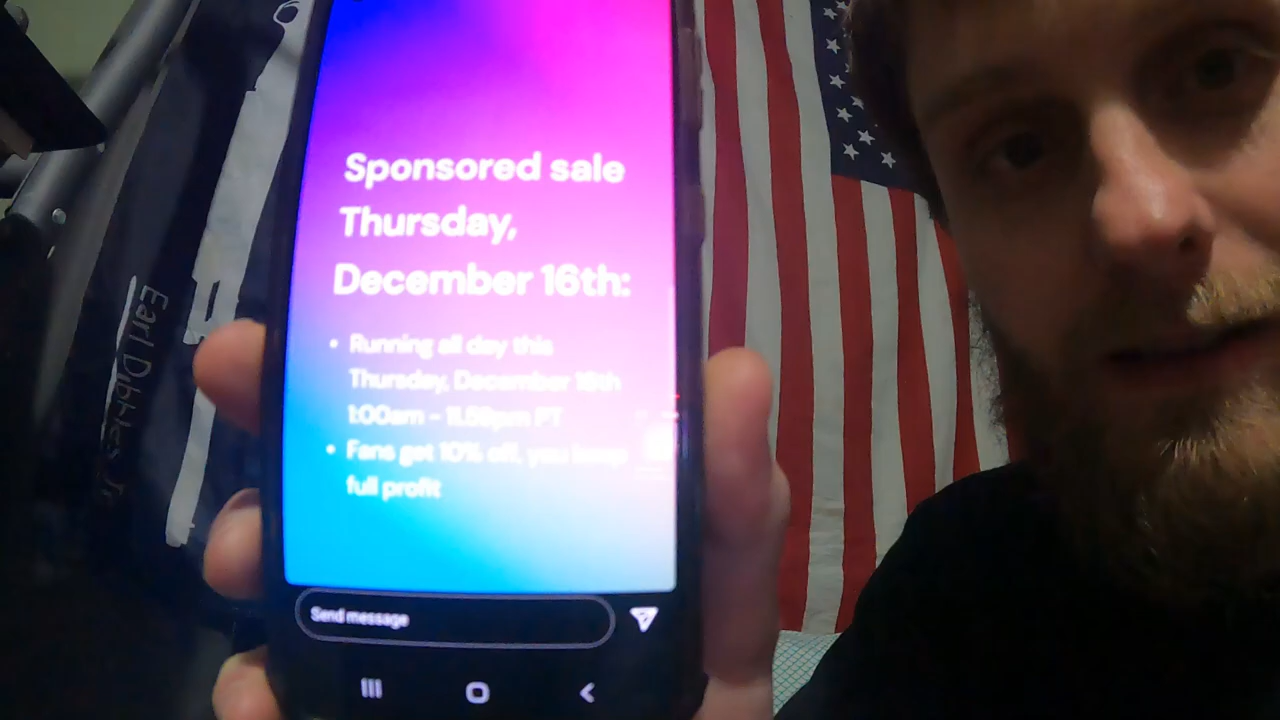 Sponsored sale
Thursday,
December 16th:
• Running all day this
Thursday, December 16th
1:00am - 11.59pm PT
• Fans get 10% off, you keep
full profit
Send message
Earl Dibbles Jr